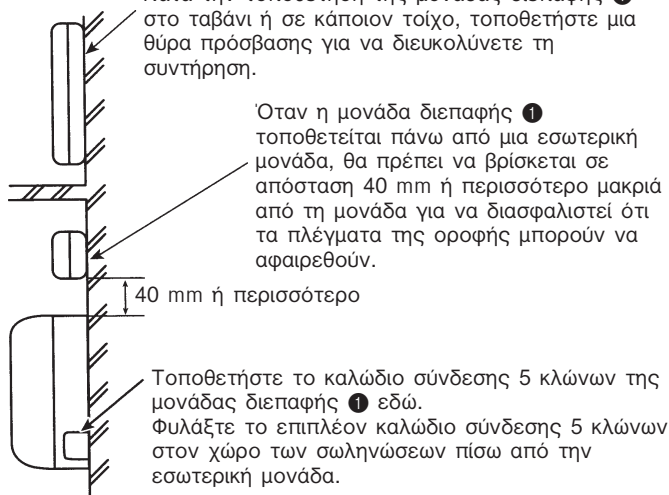 στο ταβάνι ή σε κάποιον τοίχο, τοποθετήστε μια
θύρα πρόσβασης για να διευκολύνετε τη
συντήρηση.
Όταν η μονάδα διεπαφής ❶
τοποθετείται πάνω από μια εσωτερική
μονάδα, θα πρέπει να βρίσκεται σε
απόσταση 40 mm ή περισσότερο μακριά
από τη μονάδα για να διασφαλιστεί ότι
τα πλέγματα της οροφής μπορούν να
αφαιρεθούν.
40 mm ή περισσότερο
Τοποθετήστε το καλώδιο σύνδεσης 5 κλώνων της
μονάδας διεπαφής ❶ εδώ.
Φυλάξτε το επιπλέον καλώδιο σύνδεσης 5 κλώνων
στον χώρο των σωληνώσεων πίσω από την
εσωτερική μονάδα.